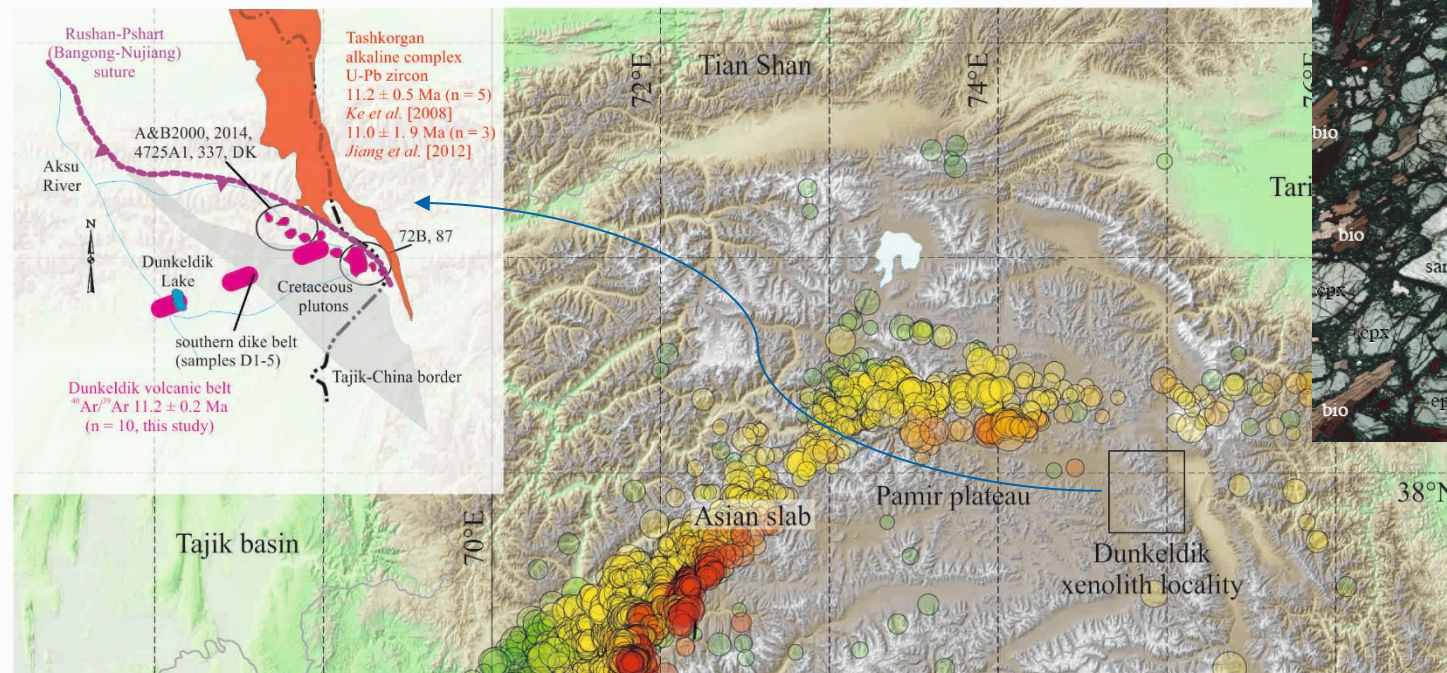 Rushan-Pshart
(Bangong-Nujiang)
suture
Tashkorgan
alkaline complex
U-Pb zircon
11.2 ± 0.5 Ma (n = 5)
Ke et al. [2008]
11.0 ± 1. 9 Ma (n = 3)
Jiang et al. [2012]
A&B2000, 2014,
4725A1, 337, DK
Aksu
River
N
72B, 87
Dunkeldik
Lake
Cretaceous
plutons
southern dike belt
(samples D1-5)
Tajik-China border
Dunkeldik volcanic belt
⁴⁰Ar/³⁹Ar 11.2 ± 0.2 Ma
(n = 10, this study)
72°E
Tian Shan
74°E
76°E
Tari
bio
bio
san
cpx
cpx
bio
ep
38°N
Pamir plateau
Asian slab
70°E
Tajik basin
Dunkeldik
xenolith locality